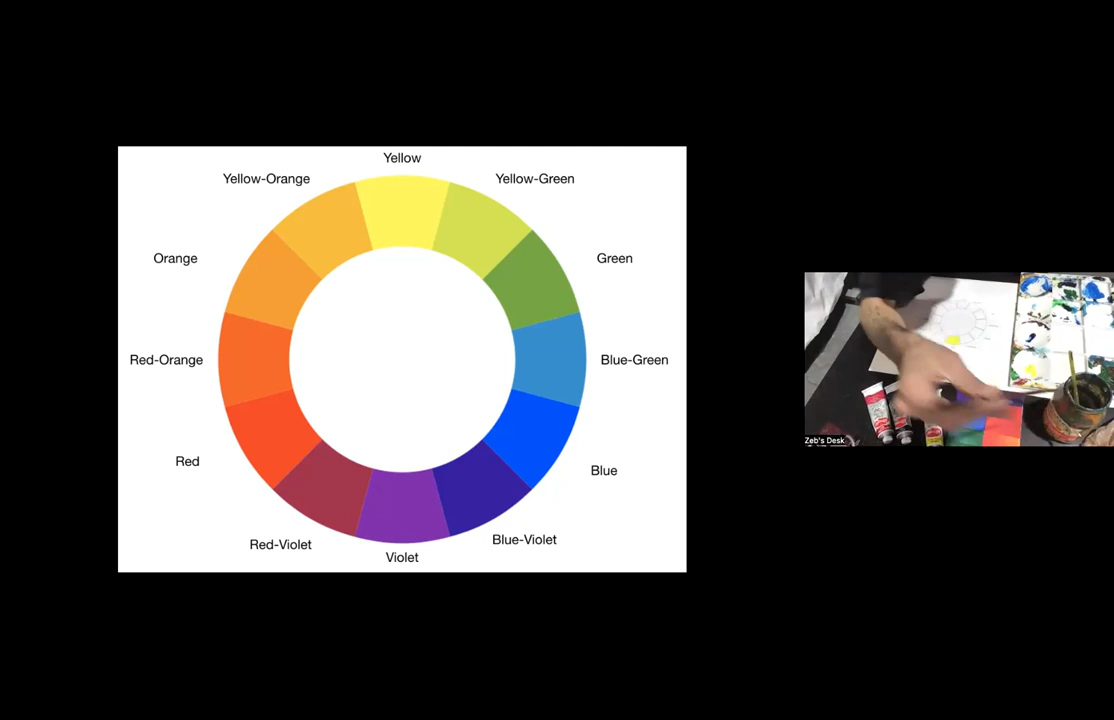 Yellow
Yellow-Orange
Yellow-Green
Orange
Green
Red-Orange
Blue-Green
Red
Blue
Red-Violet
Blue-Violet
Violet
Zeb's Desk